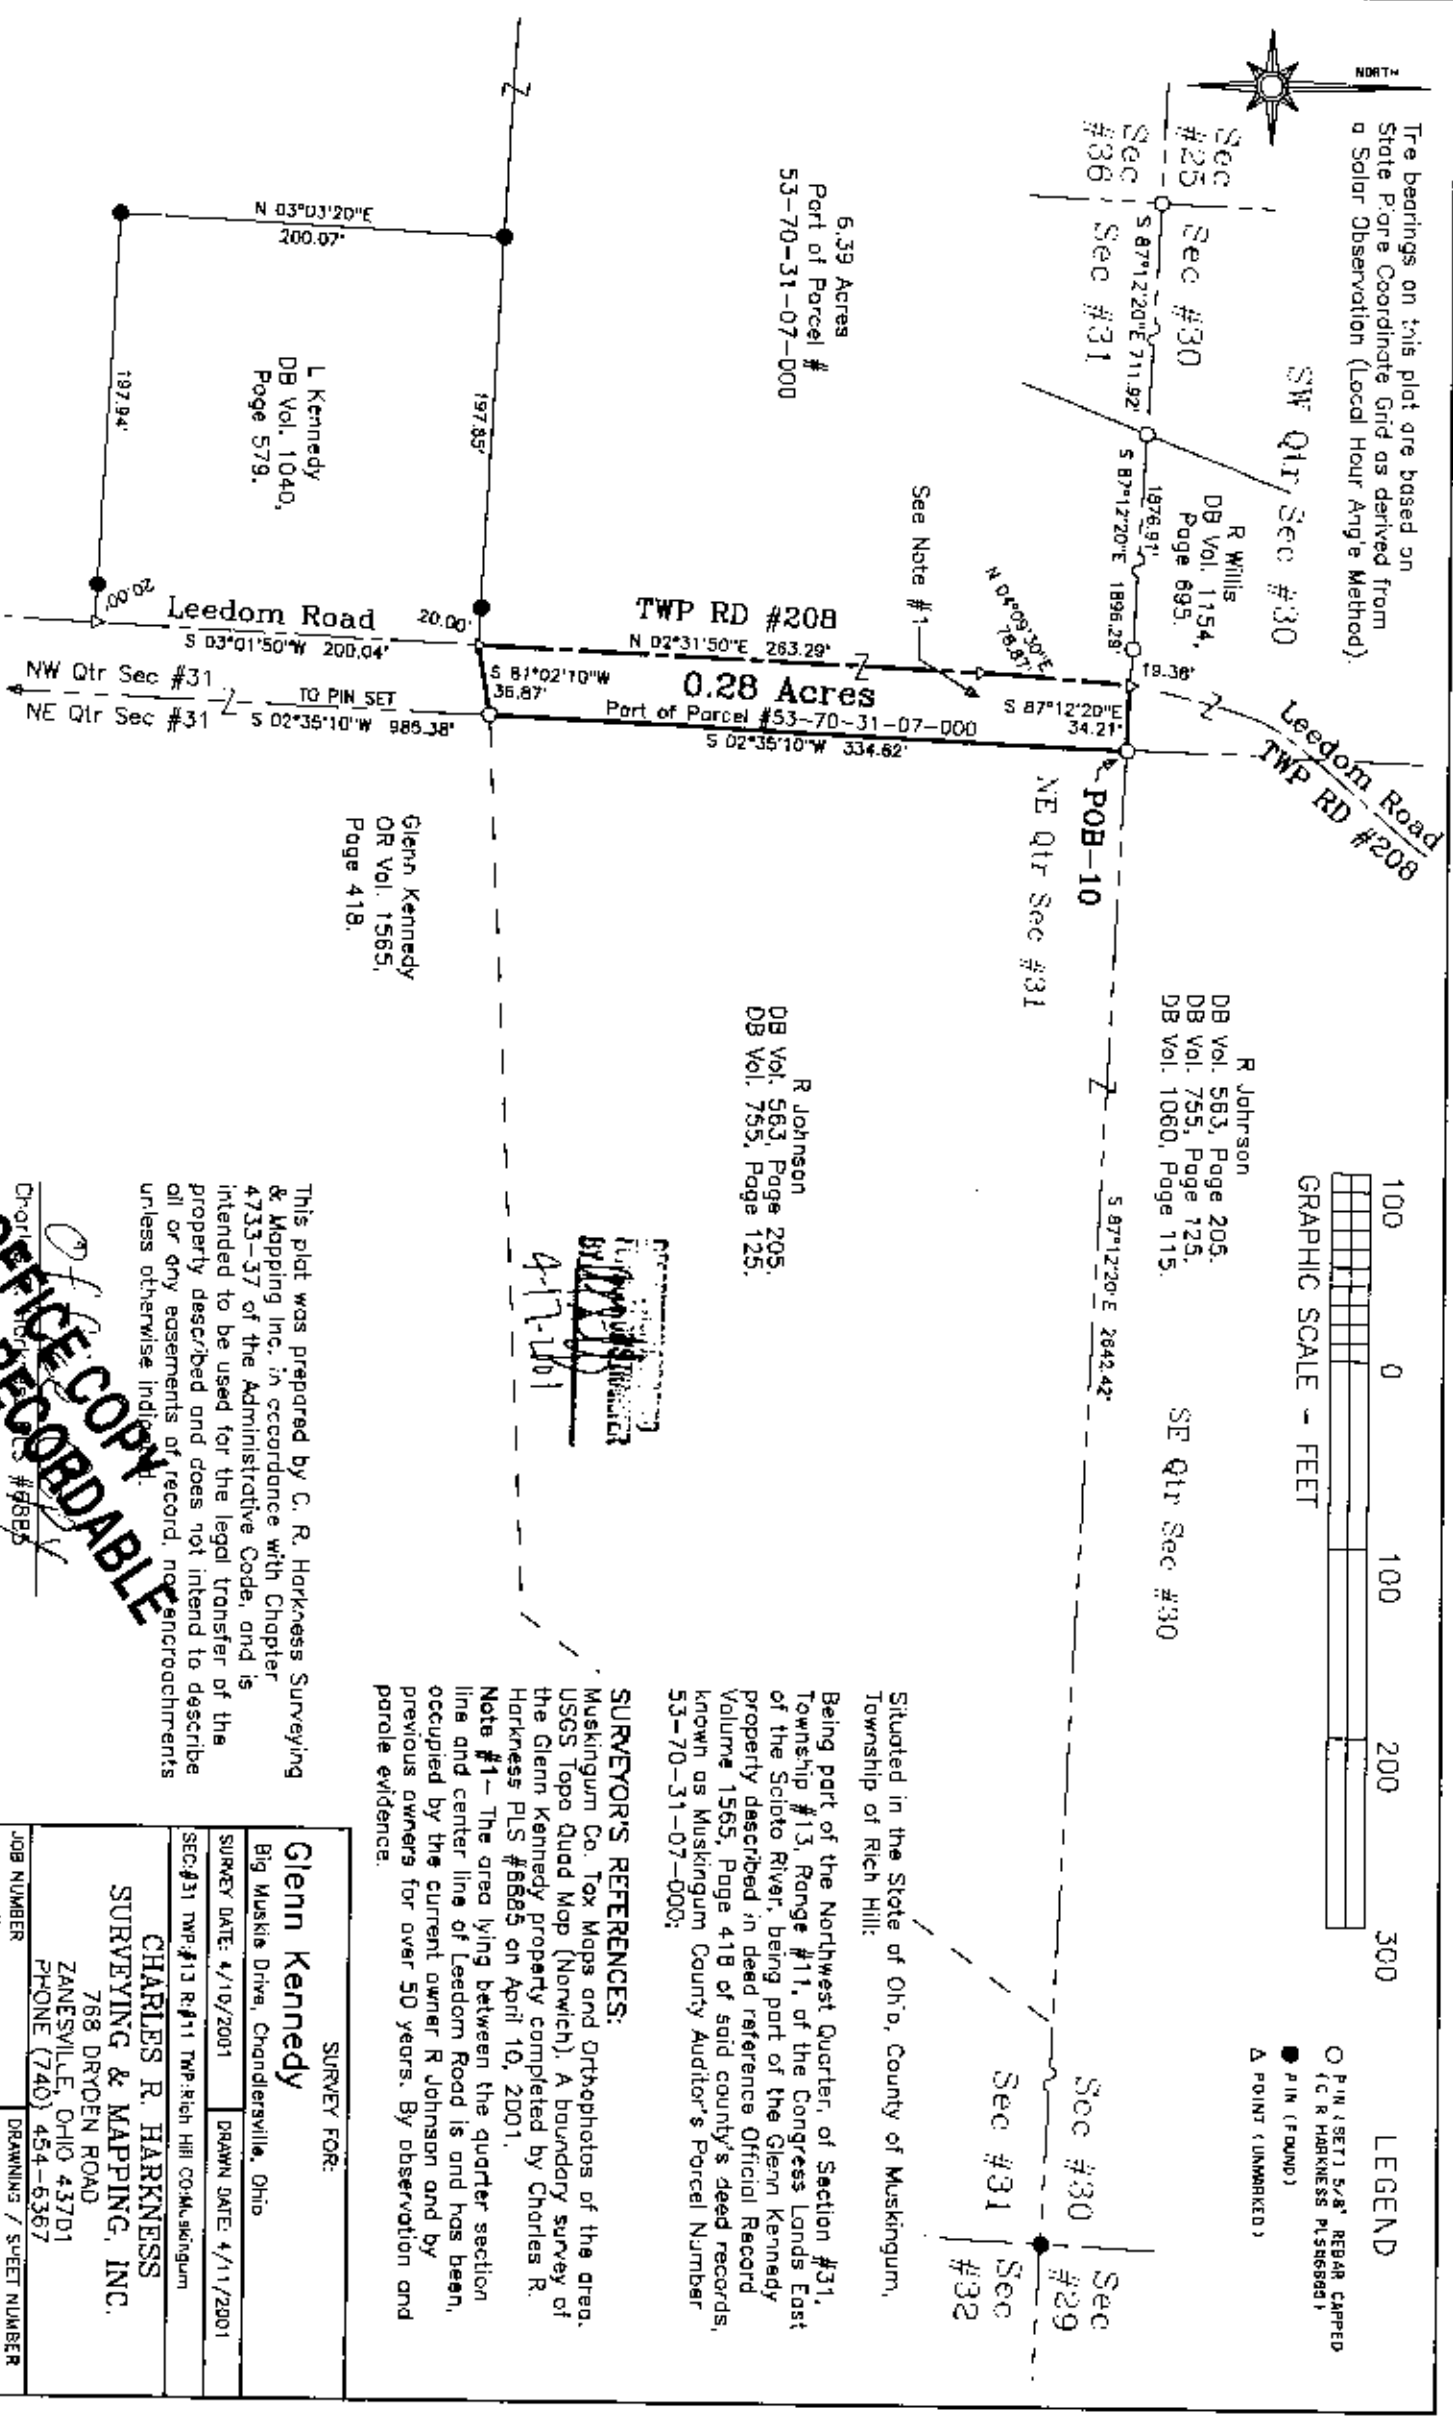 NORTH
The bearings on this plat are based on
State Plane Coordinate Grid as derived from
a Solar Observation (Local Hour Angle Method).
100 0 100 200 300
GRAPHIC SCALE - FEET
LEGEND
PIN (SET) 5/8" REBAR CAPPED
(C R HARKNESS PLS#6885)
PIN (FOUND)
POINT (UNMARKED)
Sec
#25
Sec
#36
Sec #30
Sec #31
SW Qtr Sec #30
S 87°12'20"E 711.92'
R Willis
DB Vol. 1154,
Page 695.
1876.91'
S 87°12'20"E 1896.29'
19.38'
Leedom Road
TWP RD #208
S 87°12'20"E
34.21'
POB-10
NE Qtr Sec #31
R Johnson
DB Vol. 563, Page 205.
DB Vol. 755, Page 125,
DB Vol. 1060, Page 115.
S 87°12'20"E 2642.42'
SE Qtr Sec #30
Sec #30
Sec #31
Sec
#29
Sec
#32
6.39 Acres
Part of Parcel #
53-70-31-07-000
See Note #1
N 04°09'30"E
78.87'
TWP RD #208
N 02°31'50"E 263.29'
0.28 Acres
Part of Parcel #53-70-31-07-000
S 02°35'10"W 334.62'
R Johnson
DB Vol. 563, Page 205.
DB Vol. 755, Page 125,
Situated in the State of Ohio, County of Muskingum,
Township of Rich Hill:
Being part of the Northwest Quarter, of Section #31,
Township #13, Range #11, of the Congress Lands East
of the Scioto River, being part of the Glenn Kennedy
property described in deed reference Official Record
Volume 1565, Page 418 of said county's deed records,
known as Muskingum County Auditor's Parcel Number
53-70-31-07-000;
SURVEYOR'S REFERENCES:
Muskingum Co. Tax Maps and Orthophotos of the area.
USGS Topo Quad Map (Norwich). A boundary survey of
the Glenn Kennedy property completed by Charles R.
Harkness PLS #6885 on April 10, 2001.
Note #1- The area lying between the quarter section
line and center line of Leedom Road is and has been,
occupied by the current owner R Johnson and by
previous owners for over 50 years. By observation and
parole evidence.
197.85'
20.00'
S 81°02'10"W
36.87'
N 03°03'20"E
200.07'
L Kennedy
DB Vol. 1040,
Page 579.
197.94'
20.00'
Leedom Road
S 03°01'50"W 200.04'
NW Qtr Sec #31
NE Qtr Sec #31
TO PIN SET
S 02°35'10"W 985.38'
Glenn Kennedy
OR Vol. 1565,
Page 418.
BY
4-17-2001
This plat was prepared by C. R. Harkness Surveying
& Mapping Inc. in accordance with Chapter
4733-37 of the Administrative Code, and is
intended to be used for the legal transfer of the
property described and does not intend to describe
all or any easements of record, nor encroachments
unless otherwise indicated.
#6885
OFFICE COPY
RECORDABLE
SURVEY FOR:
Glenn Kennedy
Big Muskie Drive, Chandlersville, Ohio
SURVEY DATE: 4/10/2001 DRAWN DATE: 4/11/2001
SEC:#31 TWP:#13 R:#11 TWP:Rich Hill CO:Muskingum
CHARLES R. HARKNESS
SURVEYING & MAPPING, INC.
768 DRYDEN ROAD
ZANESVILLE, OHIO 43701
PHONE (740) 454-6367
JOB NUMBER DRAWING / SHEET NUMBER